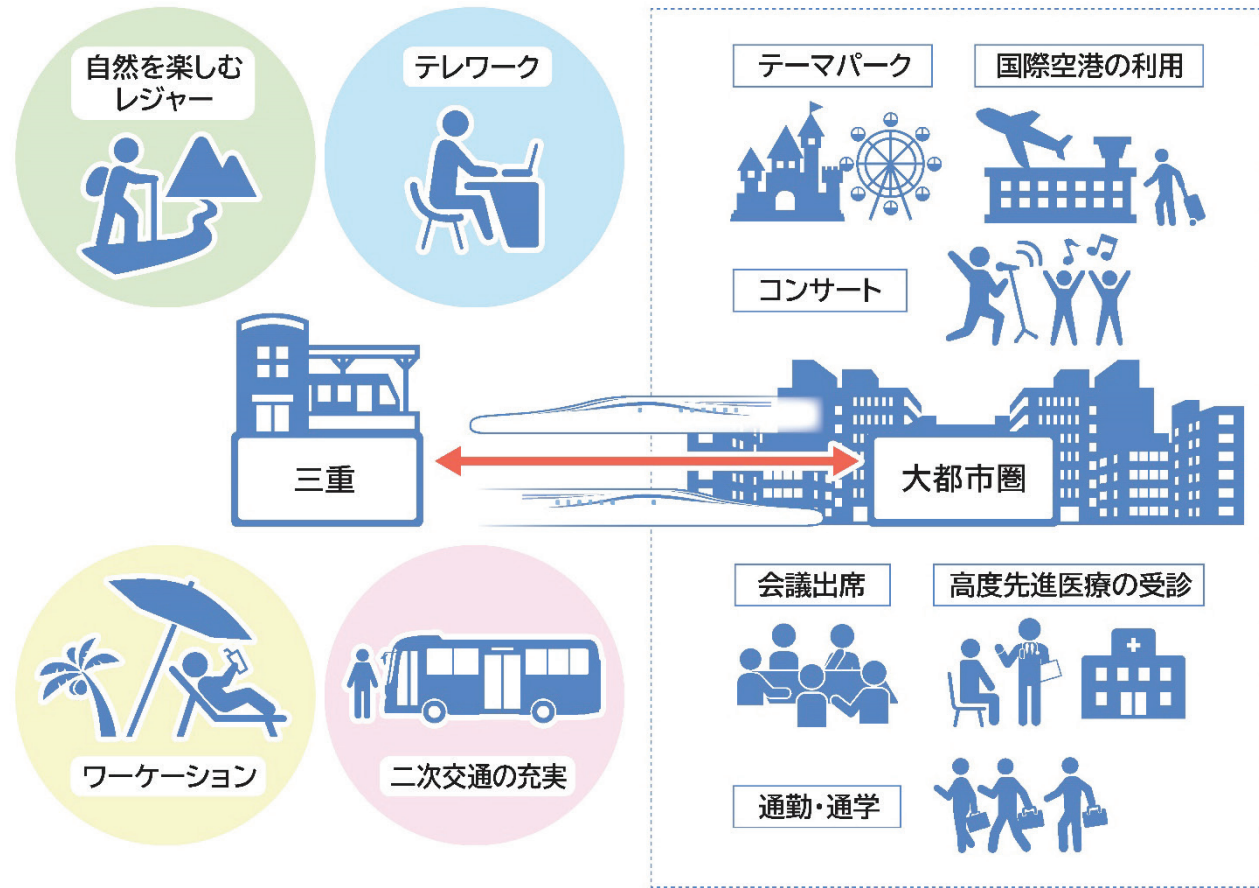 自然を楽しむ
レジャー
テレワーク
テーマパーク
国際空港の利用
コンサート
三重
大都市圏
ワーケーション
二次交通の充実
会議出席
高度先進医療の受診
通勤・通学